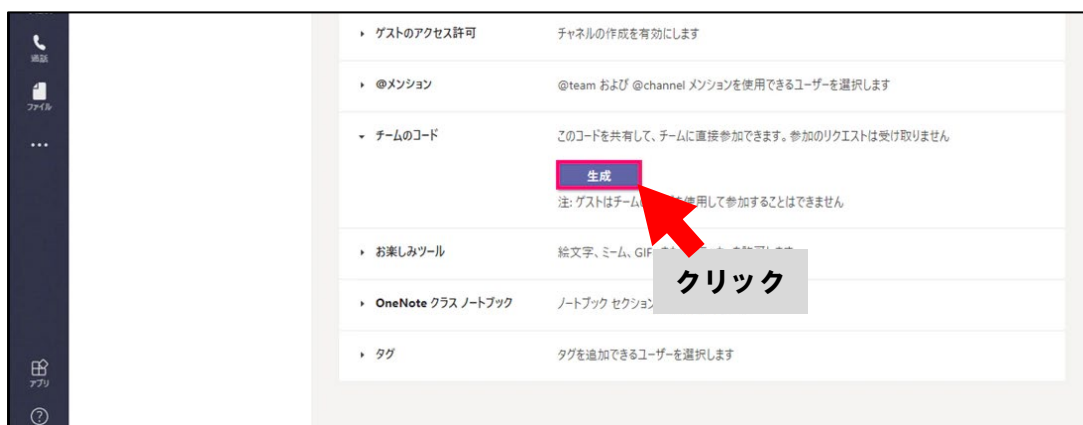 通話
ゲストのアクセス許可 チャネルの作成を有効にします
ファイル
@メンション @team および @channel メンションを使用できるユーザーを選択します
チームのコード このコードを共有して、チームに直接参加できます。参加のリクエストは受け取りません
生成
注: ゲストはチーム 使用して参加することはできません
お楽しみツール 絵文字、ミーム、GIF
クリック
OneNote クラス ノートブック ノートブック セクション
タグ タグを追加できるユーザーを選択します
アプリ